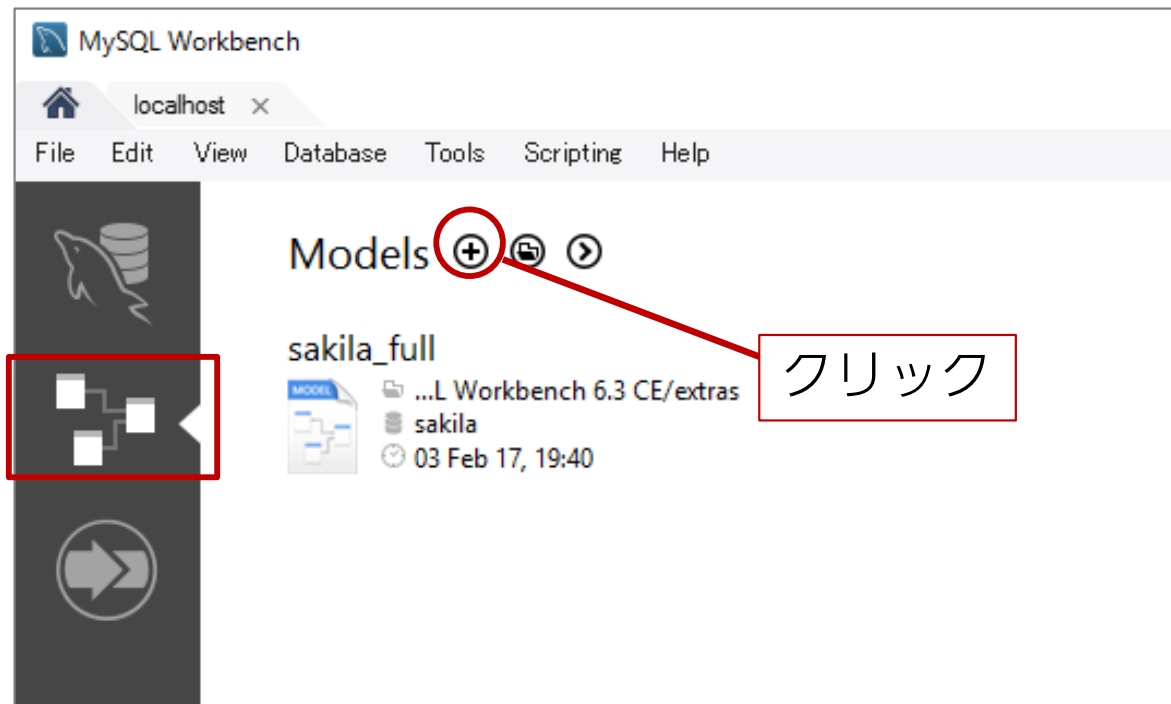 MySQL Workbench
localhost ×
File Edit View Database Tools Scripting Help
Models
クリック
sakila_full
MODEL
...L Workbench 6.3 CE/extras
sakila
03 Feb 17, 19:40